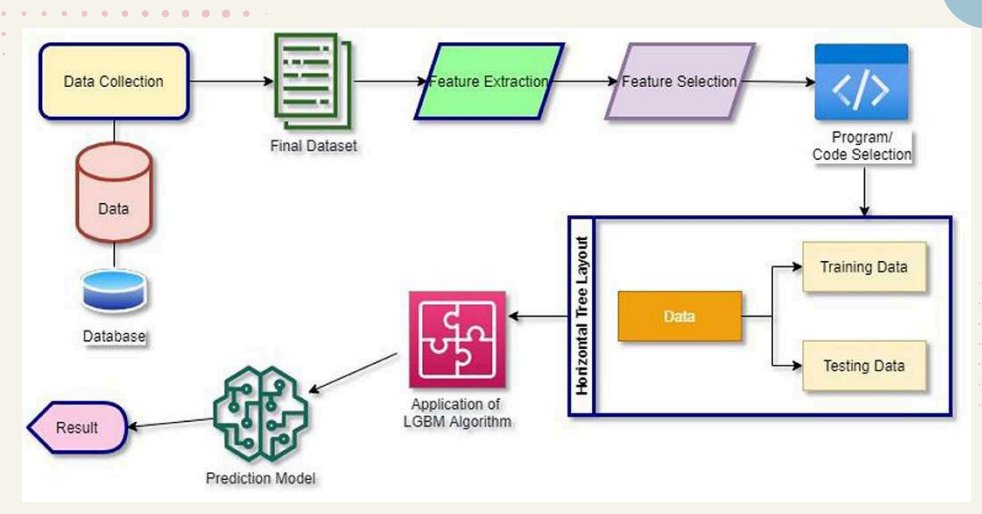 Data Collection
Final Dataset
Feature Extraction
Feature Selection
Program/
Code Selection
Data
Database
Horizontal Tree Layout
Data
Training Data
Testing Data
Application of
LGBM Algorithm
Prediction Model
Result